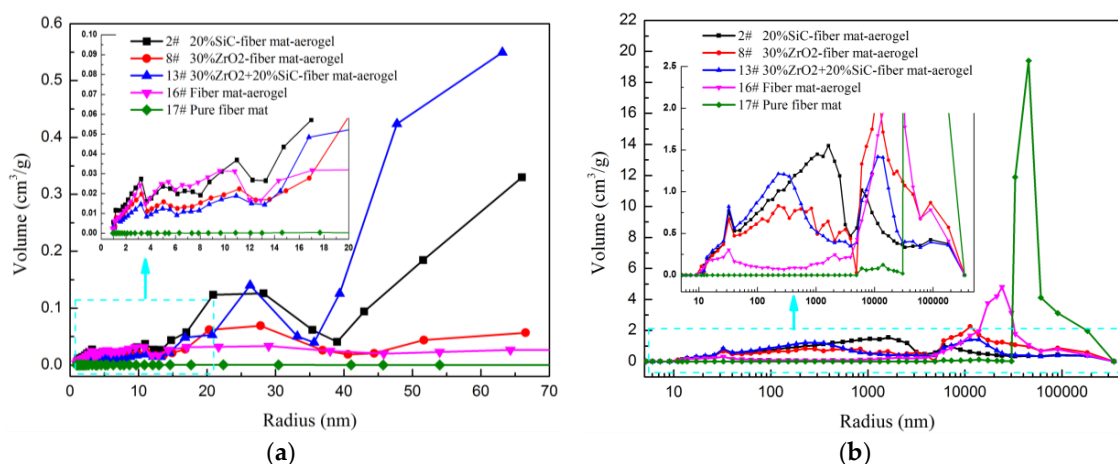 0.6
0.5
0.4
0.3
0.2
0.1
0.0
Volume (cm³/g)
1 10 20 30 40 50 60 70
Radius (nm)
2# 20%SiC-fiber mat-aerogel
8# 30%ZrO2-fiber mat-aerogel
13# 30%ZrO2+20%SiC-fiber mat-aerogel
16# Fiber mat-aerogel
17# Pure fiber mat
0.10
0.09
0.08
0.07
0.06
0.05
0.04
0.03
0.02
0.01
0.00
0 2 4 6 8 10 12 14 16 18 20
(a)
22
20
18
16
14
12
10
8
6
4
2
0
Volume (cm³/g)
10 100 1000 10000 100000
Radius (nm)
2# 20%SiC-fiber mat-aerogel
8# 30%ZrO2-fiber mat-aerogel
13# 30%ZrO2+20%SiC-fiber mat-aerogel
16# Fiber mat-aerogel
17# Pure fiber mat
2.5
2.0
1.5
1.0
0.5
0.0
10 100 1000 10000 100000
(b)